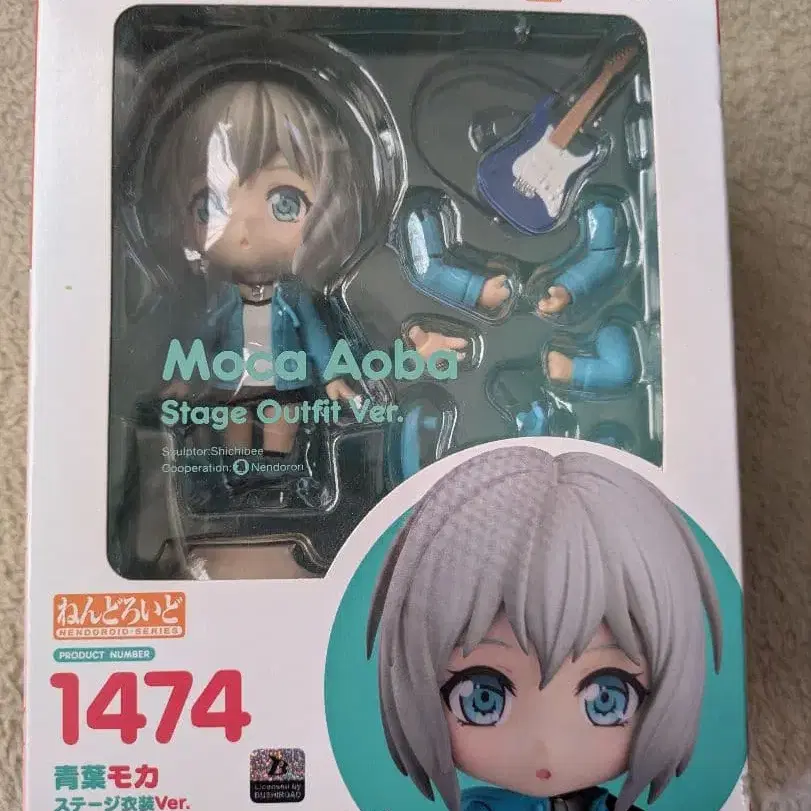 Moca Aoba
Stage Outfit Ver.
Sculptor:Shichibee
Cooperation: Nendorori
ねんどろいど
NENDOROID·SERIES
PRODUCT NUMBER
1474
青葉モカ
ステージ衣装Ver.
Licensed by
BUSHIROAD